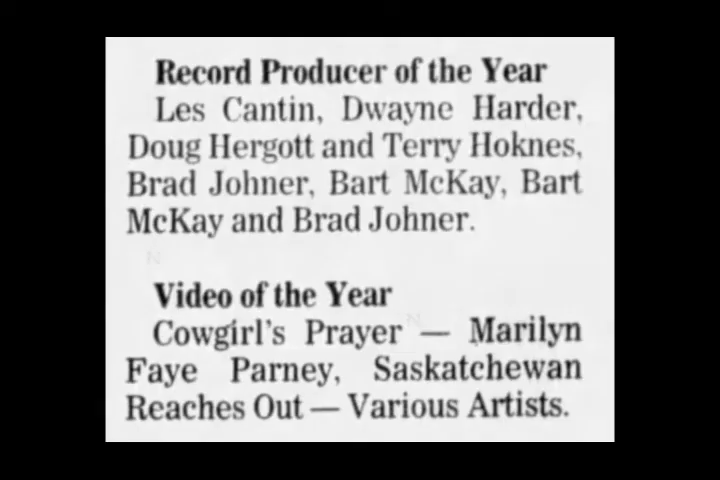 Record Producer of the Year
Les Cantin, Dwayne Harder,
Doug Hergott and Terry Hoknes,
Brad Johner, Bart McKay, Bart
McKay and Brad Johner.
Video of the Year
Cowgirl's Prayer — Marilyn
Faye Parney, Saskatchewan
Reaches Out — Various Artists.